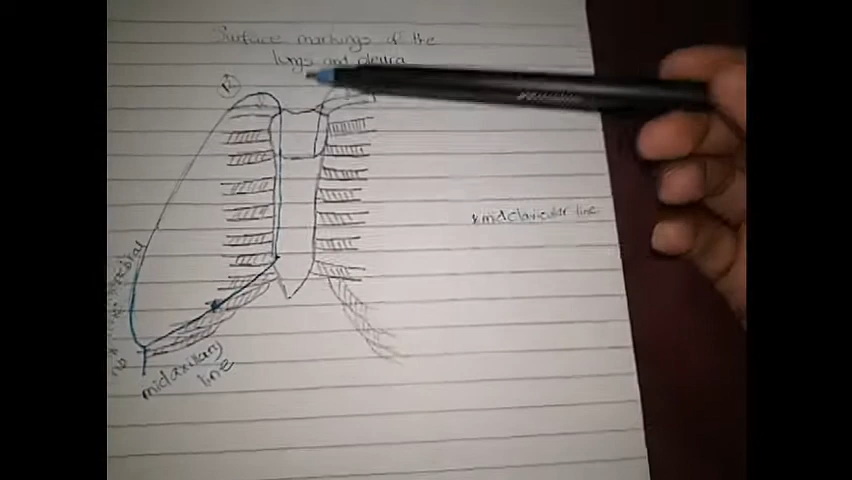 Surface markings of the
lungs and pleura
R
* midclavicular line
midaxillary
line